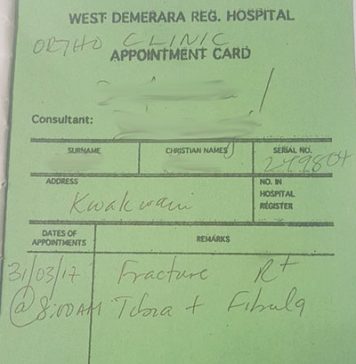 WEST DEMERARA REG. HOSPITAL
ORTHO CLINIC
APPOINTMENT CARD
Consultant:
SURNAME CHRISTIAN NAMES SERIAL NO.
249804
ADDRESS NO. IN
HOSPITAL
REGISTER
Kwakwani
DATES OF
APPOINTMENTS REMARKS
31/03/17 Fracture Rt
@ 8:00AM Tibia + Fibula